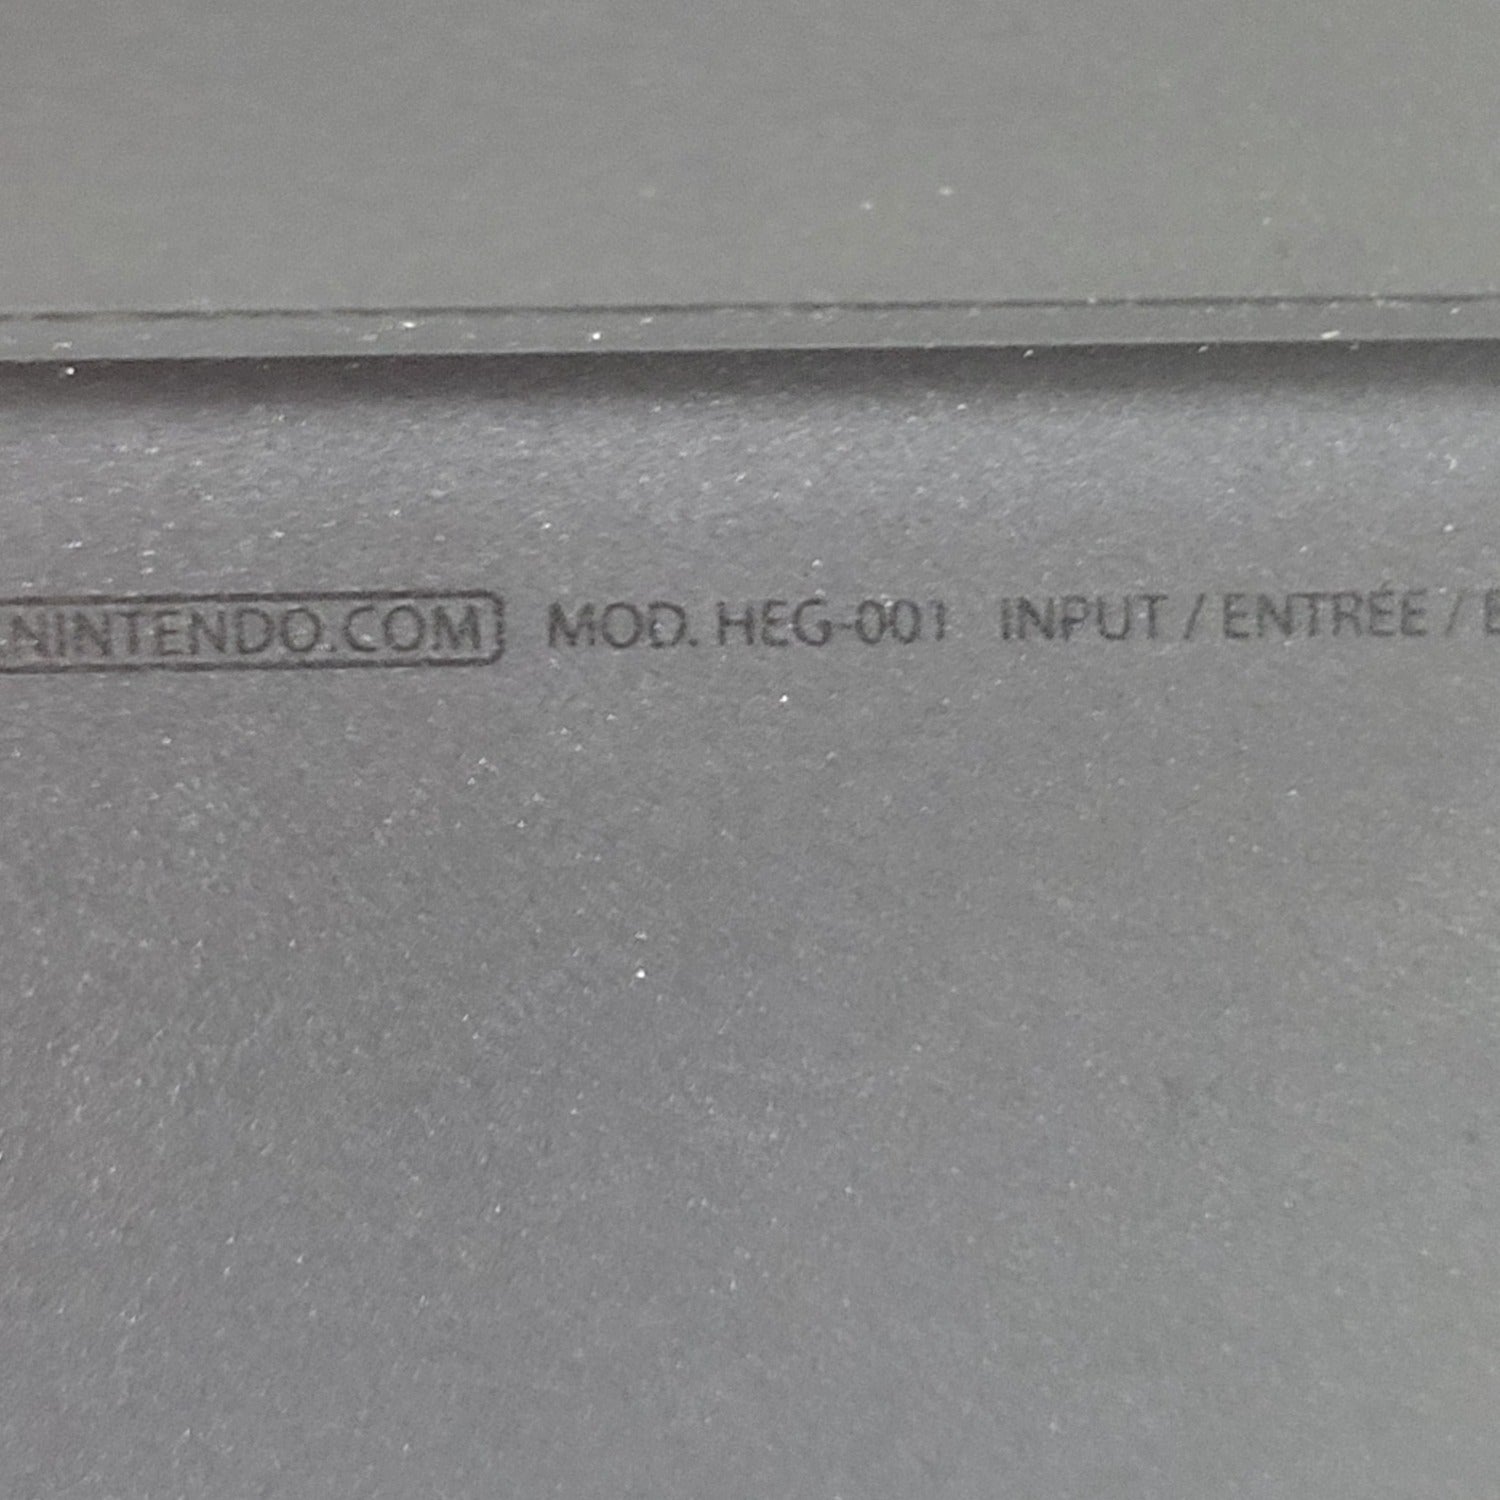 NINTENDO.COM MOD. HEG-001 INPUT / ENTRÉE /